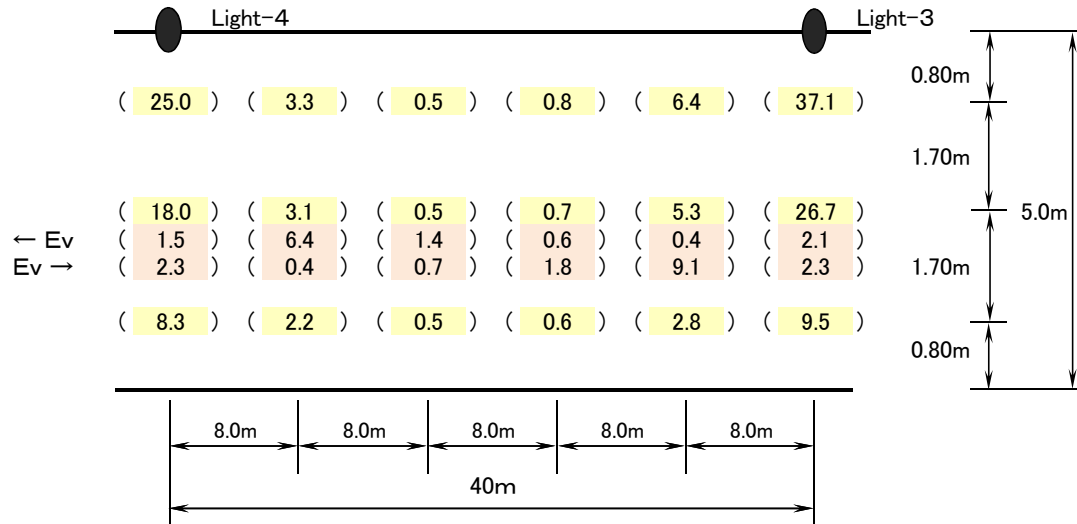 Light-4 Light-3
0.80m
( 25.0 ) ( 3.3 ) ( 0.5 ) ( 0.8 ) ( 6.4 ) ( 37.1 )
1.70m
( 18.0 ) ( 3.1 ) ( 0.5 ) ( 0.7 ) ( 5.3 ) ( 26.7 ) 5.0m
← Ev ( 1.5 ) ( 6.4 ) ( 1.4 ) ( 0.6 ) ( 0.4 ) ( 2.1 )
Ev → ( 2.3 ) ( 0.4 ) ( 0.7 ) ( 1.8 ) ( 9.1 ) ( 2.3 )
1.70m
( 8.3 ) ( 2.2 ) ( 0.5 ) ( 0.6 ) ( 2.8 ) ( 9.5 )
0.80m
8.0m 8.0m 8.0m 8.0m 8.0m
40m